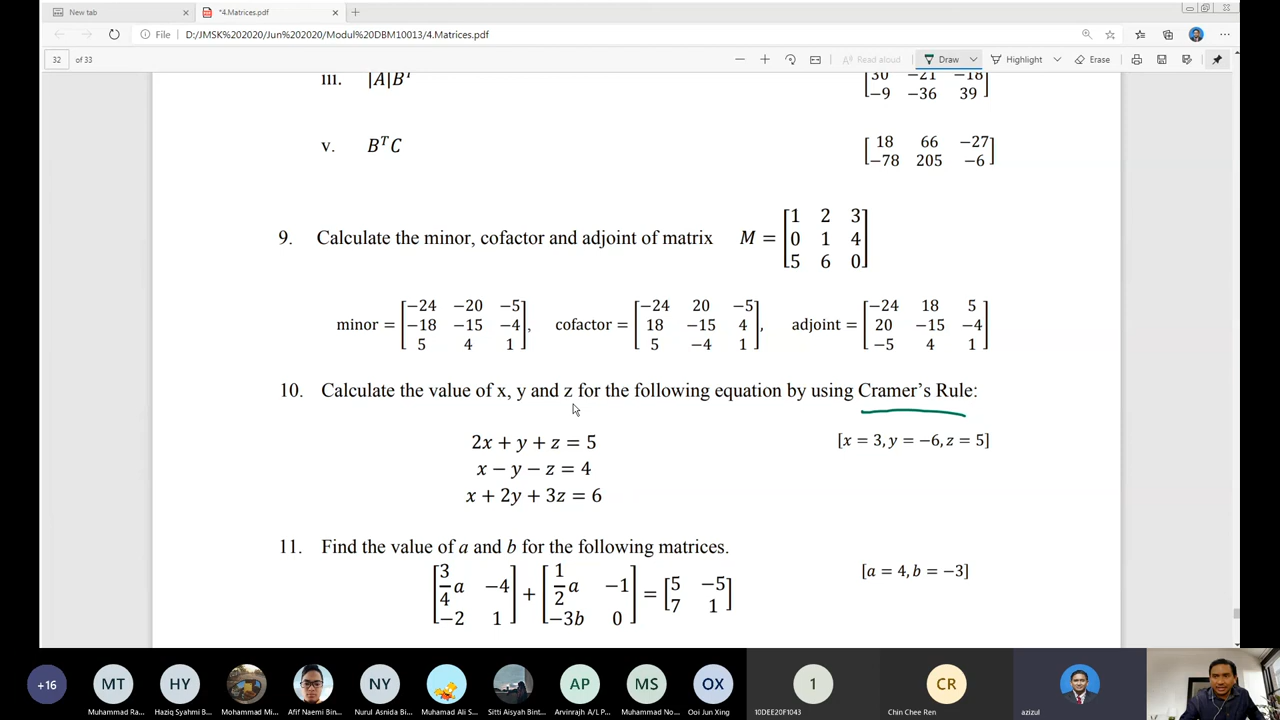 New tab
*4.Matrices.pdf
File D:/JMSK%202020/Jun%202020/Modul%20DBM10013/4.Matrices.pdf
32 of 33 Read aloud Draw Highlight Erase
iii. |A|Bᵀ
[30 −21 −18
−9 −36 39]
v. BᵀC
[18 66 −27
−78 205 −6]
9. Calculate the minor, cofactor and adjoint of matrix M =
[1 2 3
0 1 4
5 6 0]
minor = [−24 −20 −5
−18 −15 −4
5 4 1],
cofactor = [−24 20 −5
18 −15 4
5 −4 1],
adjoint = [−24 18 5
20 −15 −4
−5 4 1]
10. Calculate the value of x, y and z for the following equation by using Cramer's Rule:
2x + y + z = 5
[x = 3, y = −6, z = 5]
x − y − z = 4
x + 2y + 3z = 6
11. Find the value of a and b for the following matrices.
[a = 4, b = −3]
[3/4a −4
−2 1]
+ [1/2a −1
−3b 0]
= [5 −5
7 1]
+16 MT HY NY AP MS OX 1 CR
Muhammad Ra...
Haziq Syahmi B...
Mohammad Mi...
Afif Naemi Bin...
Nurul Asnida Bi...
Muhamad Ali S...
Sitti Aisyah Bint...
Arvinrajh A/L P...
Muhammad No...
Ooi Jun Xing
10DEE20F1043
Chin Chee Ren
azizul